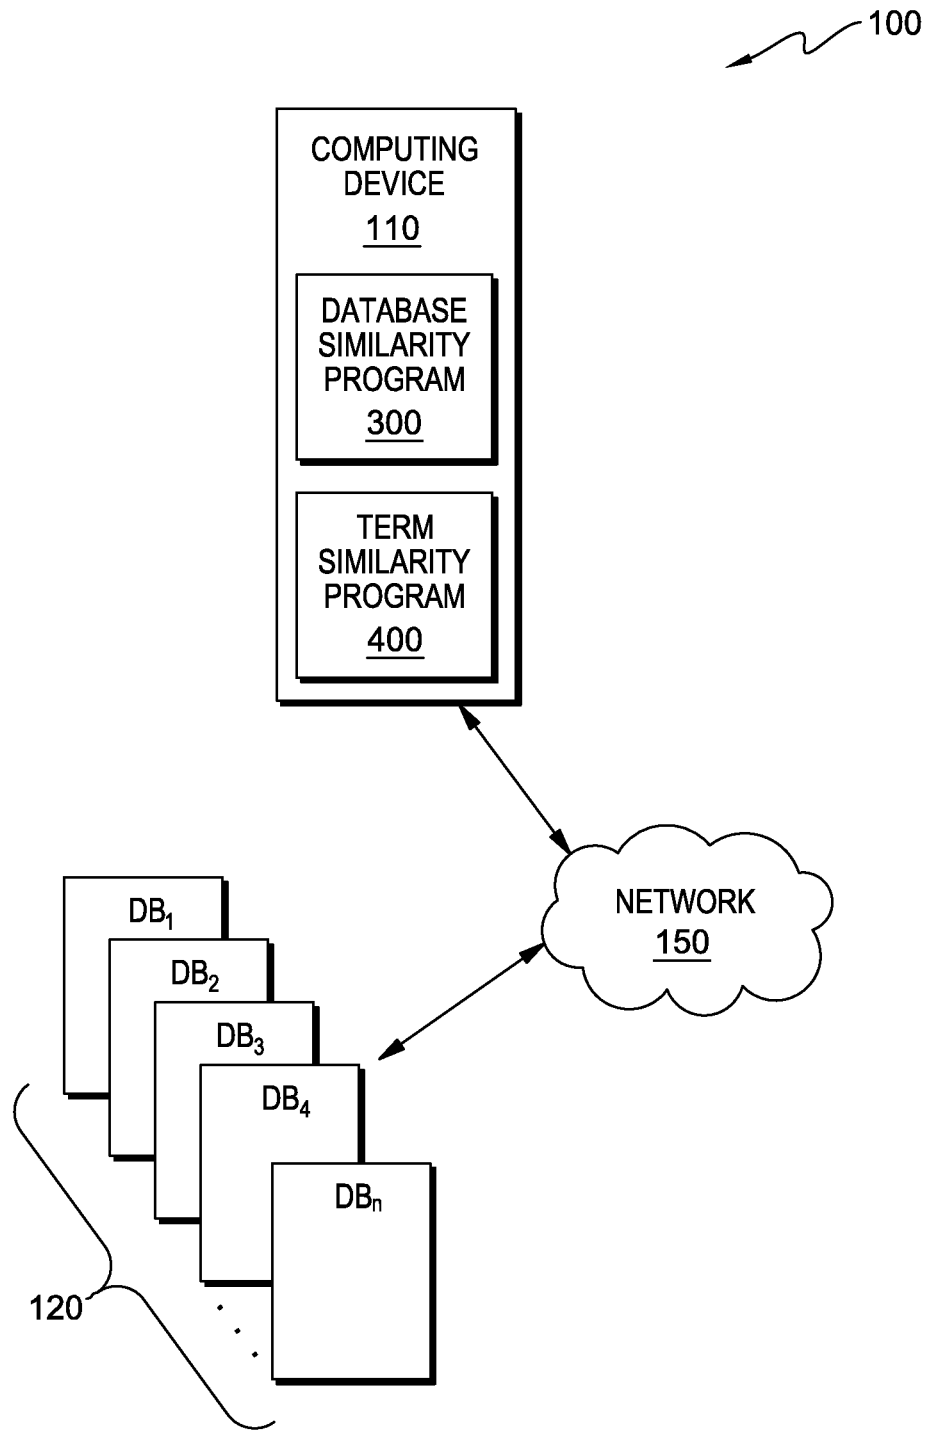 100
COMPUTING
DEVICE
110
DATABASE
SIMILARITY
PROGRAM
300
TERM
SIMILARITY
PROGRAM
400
NETWORK
150
DB1
DB2
DB3
DB4
DBn
120